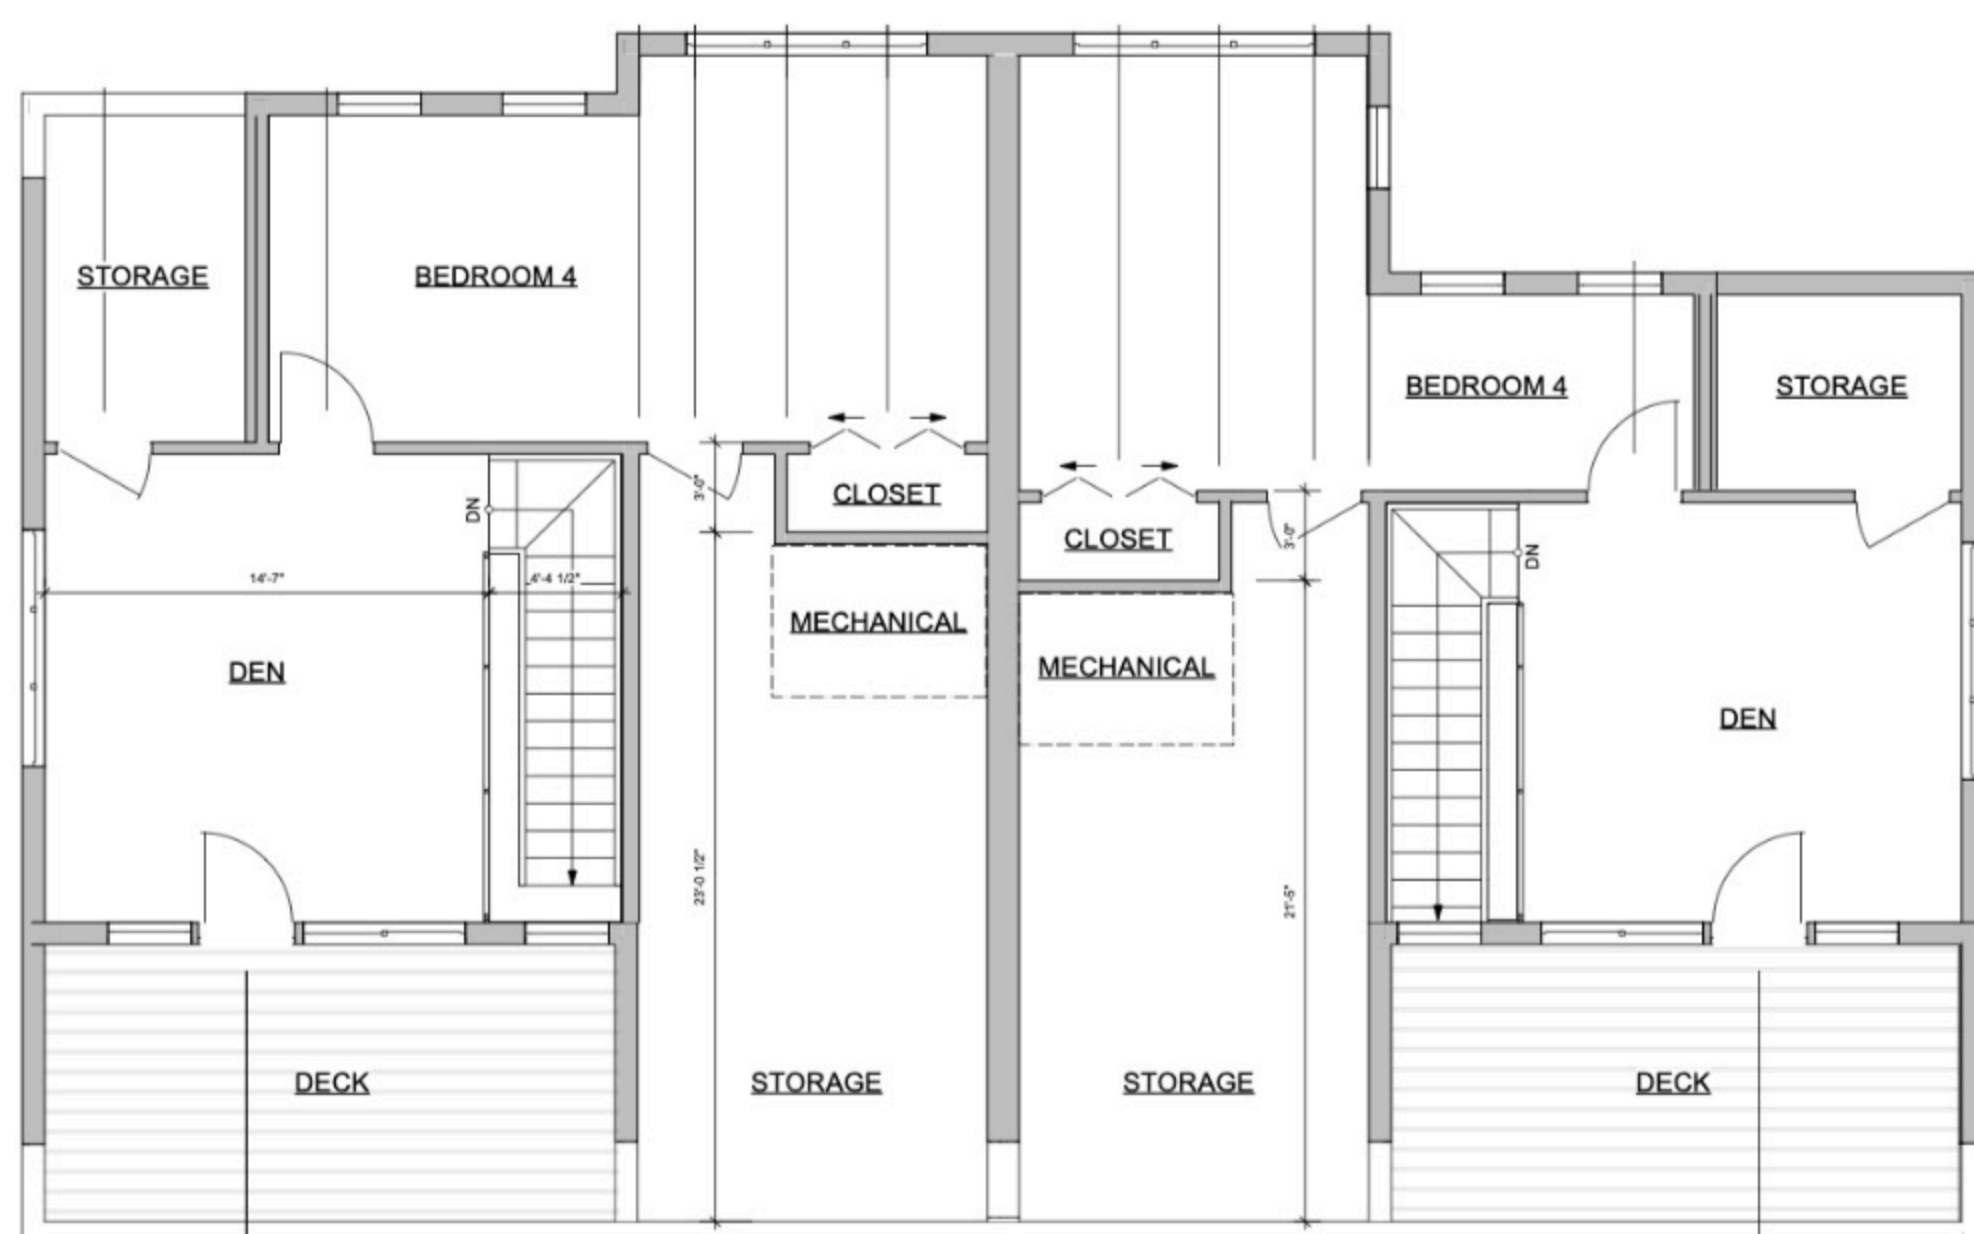 STORAGE
BEDROOM 4
BEDROOM 4
STORAGE
3'-0"
CLOSET
DN
CLOSET
3'-0"
DN
14'-7"
4'-4 1/2"
MECHANICAL
MECHANICAL
DEN
DEN
23'-0 1/2"
21'-5"
DECK
STORAGE
STORAGE
DECK